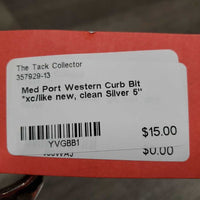 The Tack Collector
357929-13
Med Port Western Curb Bit
*xc/like new, clean Silver 5"
$15.00
YVGBB1
$0.00